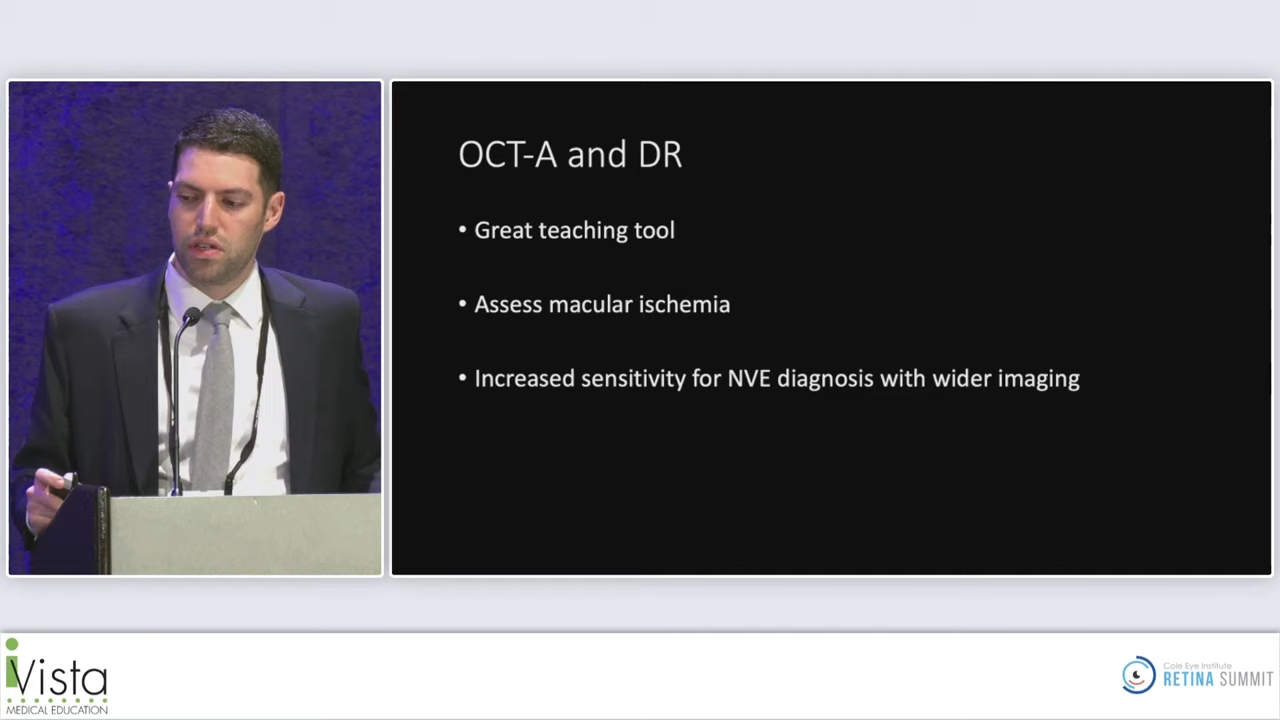 OCT-A and DR
• Great teaching tool
• Assess macular ischemia
• Increased sensitivity for NVE diagnosis with wider imaging
iVista
MEDICAL EDUCATION
Cole Eye Institute
RETINA SUMMIT